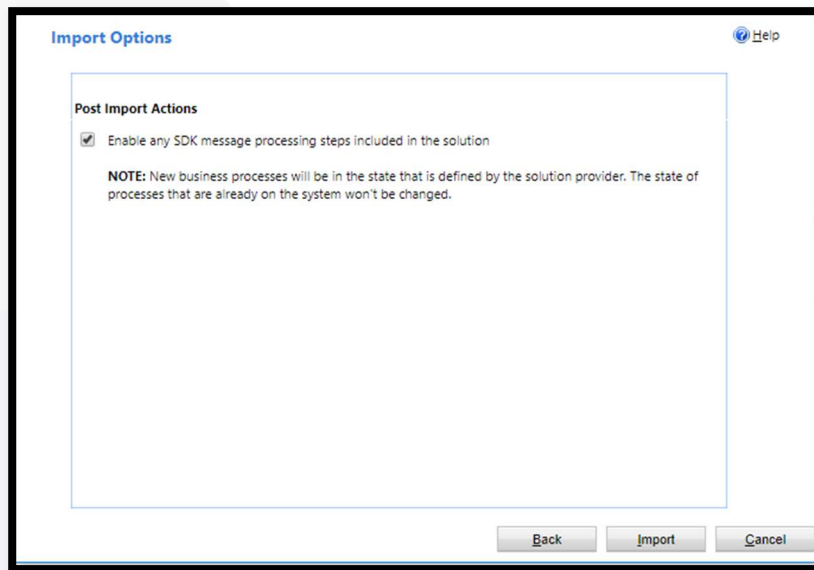 Import Options
Help
Post Import Actions
Enable any SDK message processing steps included in the solution
NOTE: New business processes will be in the state that is defined by the solution provider. The state of
processes that are already on the system won't be changed.
Back Import Cancel